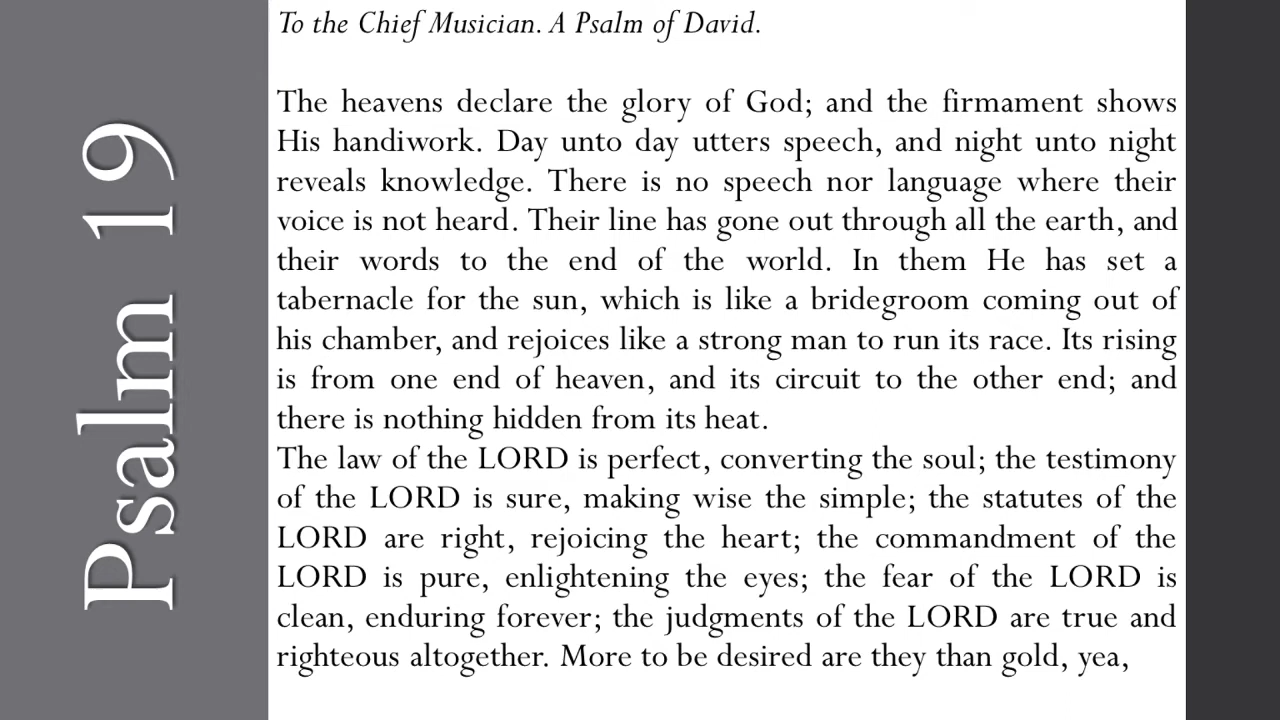 Psalm 19
To the Chief Musician. A Psalm of David.
The heavens declare the glory of God; and the firmament shows
His handiwork. Day unto day utters speech, and night unto night
reveals knowledge. There is no speech nor language where their
voice is not heard. Their line has gone out through all the earth, and
their words to the end of the world. In them He has set a
tabernacle for the sun, which is like a bridegroom coming out of
his chamber, and rejoices like a strong man to run its race. Its rising
is from one end of heaven, and its circuit to the other end; and
there is nothing hidden from its heat.
The law of the LORD is perfect, converting the soul; the testimony
of the LORD is sure, making wise the simple; the statutes of the
LORD are right, rejoicing the heart; the commandment of the
LORD is pure, enlightening the eyes; the fear of the LORD is
clean, enduring forever; the judgments of the LORD are true and
righteous altogether. More to be desired are they than gold, yea,